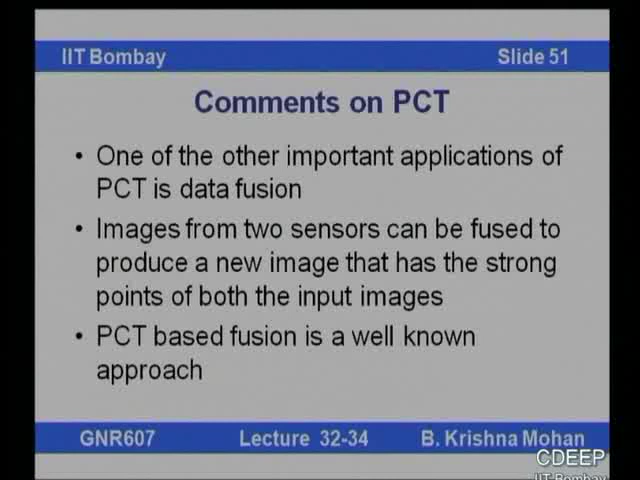 IIT Bombay Slide 51
Comments on PCT
• One of the other important applications of
PCT is data fusion
• Images from two sensors can be fused to
produce a new image that has the strong
points of both the input images
• PCT based fusion is a well known
approach
GNR607 Lecture 32-34 B. Krishna Mohan
CDEEP
IIT Bombay